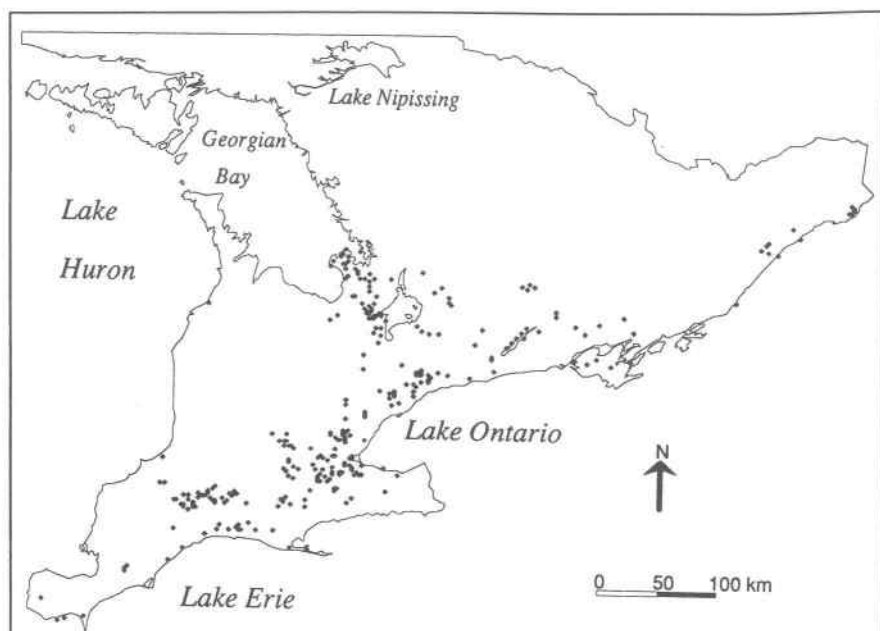 Lake Nipissing
Georgian
Bay
Lake
Huron
Lake Ontario
N
0 50 100 km
Lake Erie